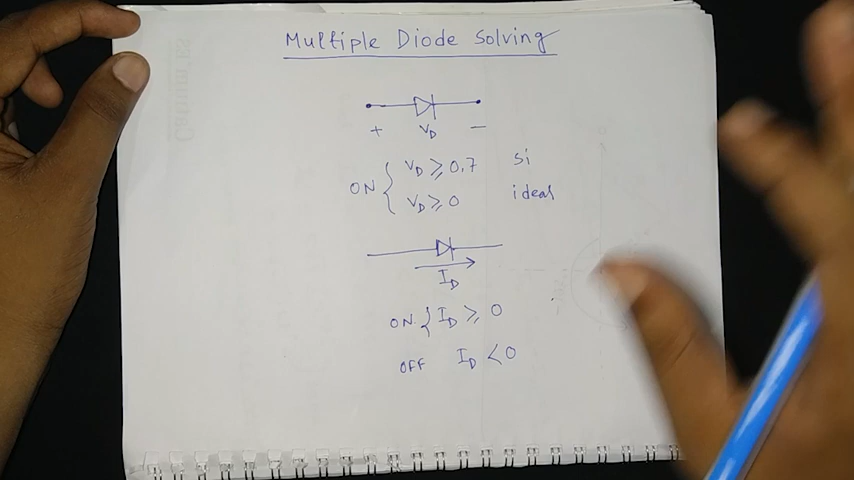 Multiple Diode Solving
+ VD −
ON { VD ⩾ 0.7 si
VD ⩾ 0 ideal
ID
ON { ID ⩾ 0
OFF ID < 0